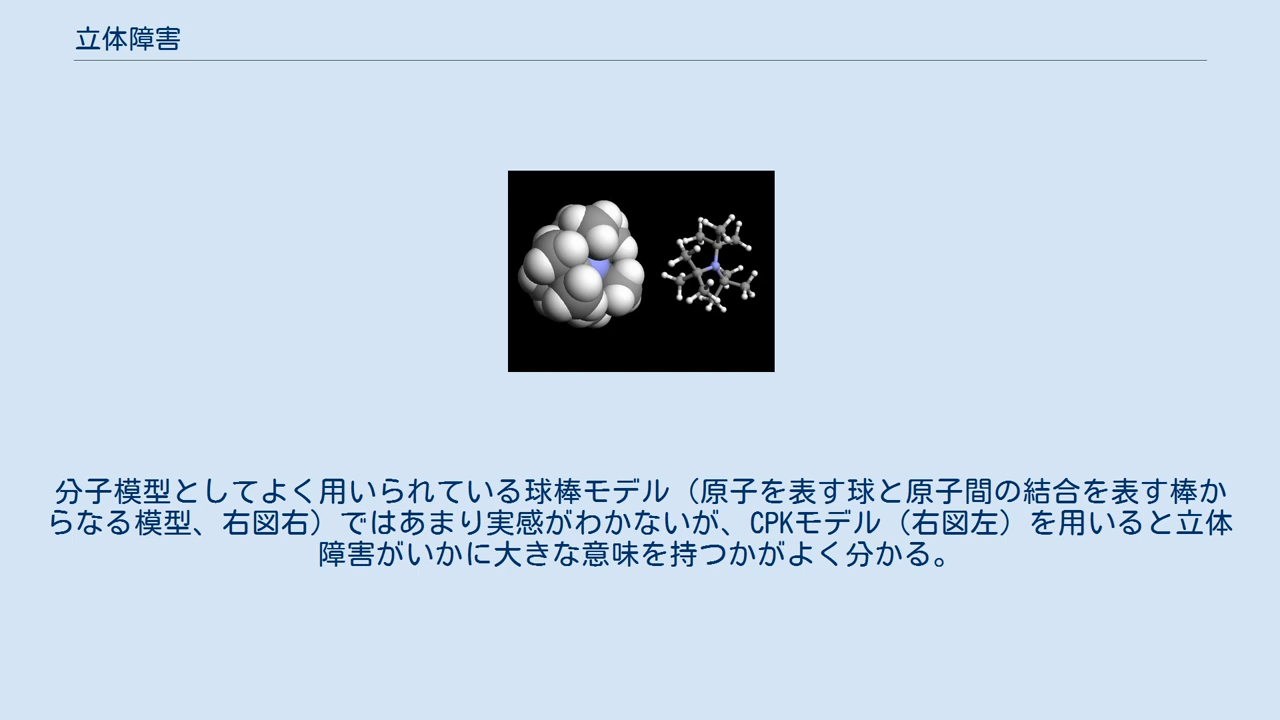 立体障害
分子模型としてよく用いられている球棒モデル（原子を表す球と原子間の結合を表す棒か
らなる模型、右図右）ではあまり実感がわかないが、CPKモデル（右図左）を用いると立体
障害がいかに大きな意味を持つかがよく分かる。